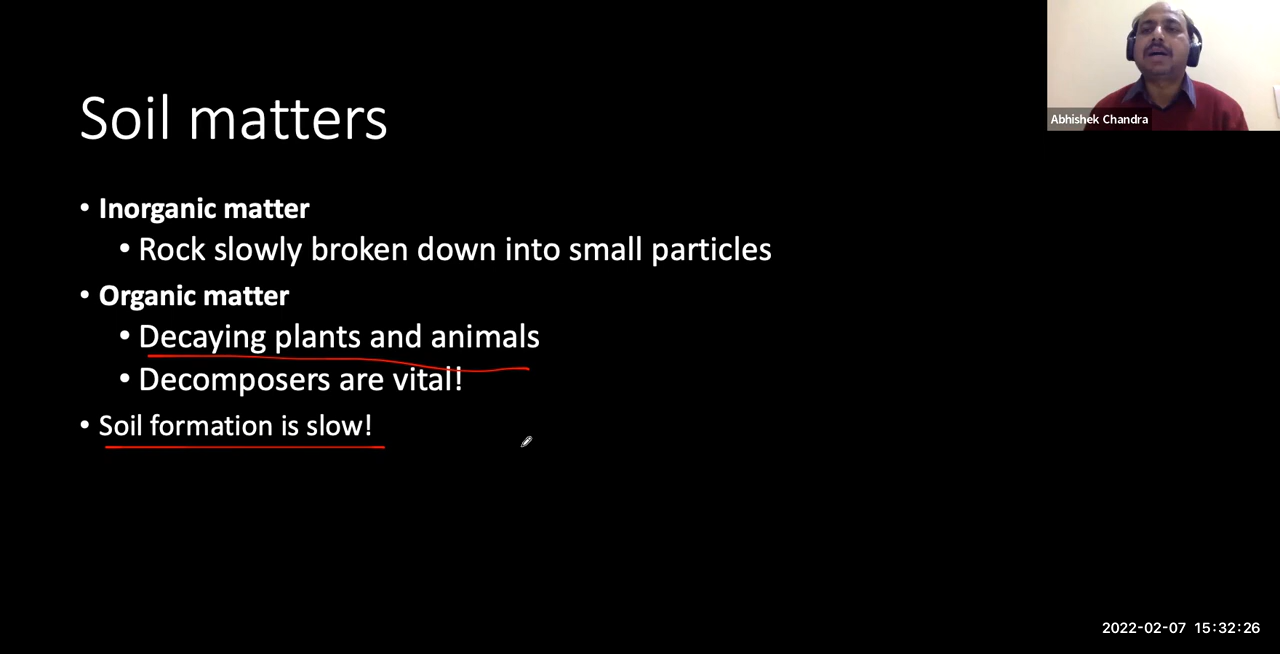 Abhishek Chandra
Soil matters
• Inorganic matter
• Rock slowly broken down into small particles
• Organic matter
• Decaying plants and animals
• Decomposers are vital!
• Soil formation is slow!
2022-02-07 15:32:26